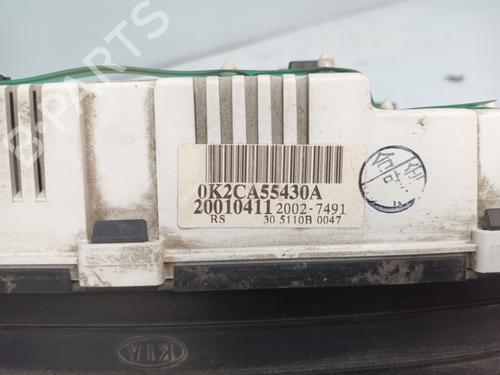 B-PARTS
0K2CA55430A
20010411 2002-7491
RS 30 5110B 0047
KIA